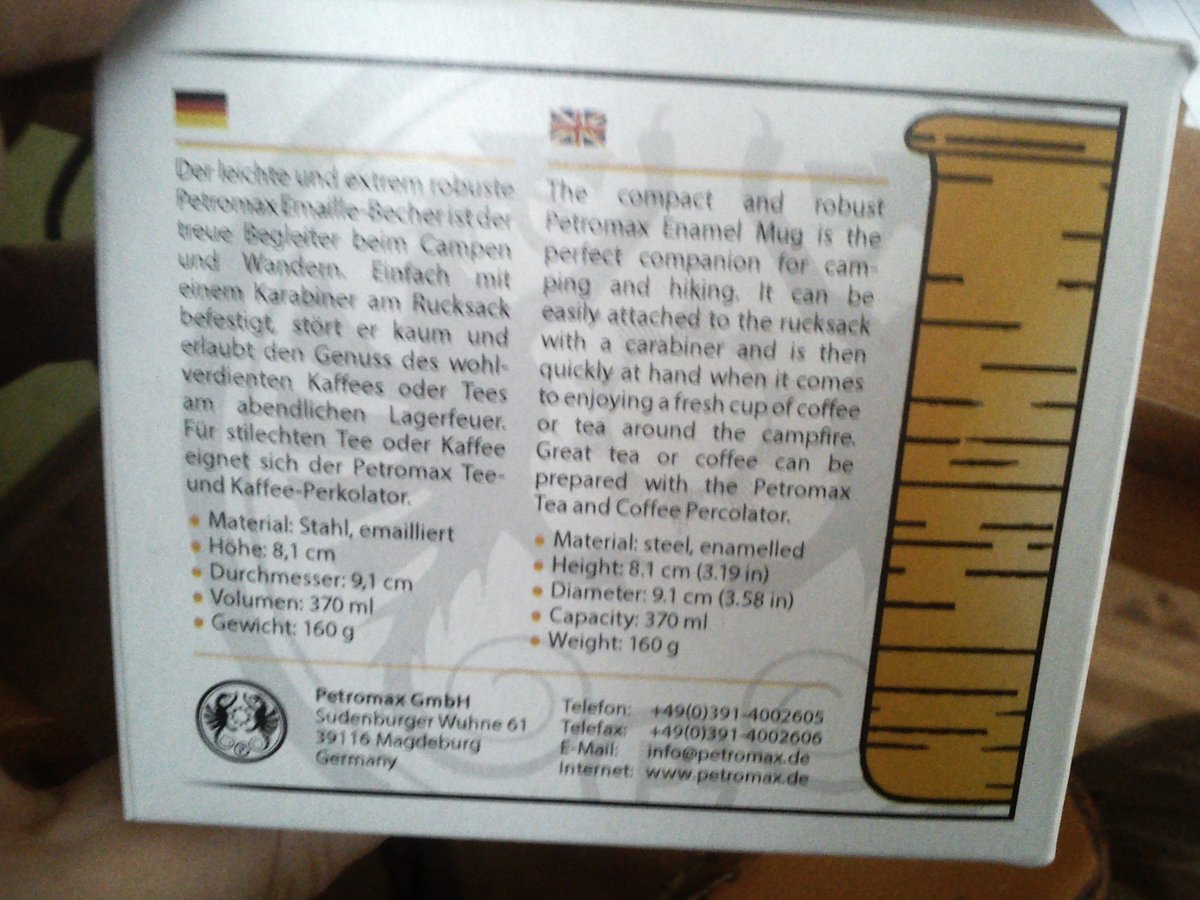 Der leichte und extrem robuste
Petromax Emaille-Becher ist der
treue Begleiter beim Campen
und Wandern. Einfach mit
einem Karabiner am Rucksack
befestigt, stört er kaum und
erlaubt den Genuss des wohl-
verdienten Kaffees oder Tees
am abendlichen Lagerfeuer.
Für stilechten Tee oder Kaffee
eignet sich der Petromax Tee-
und Kaffee-Perkolator.
• Material: Stahl, emailliert
• Höhe: 8,1 cm
• Durchmesser: 9,1 cm
• Volumen: 370 ml
• Gewicht: 160 g
The compact and robust
Petromax Enamel Mug is the
perfect companion for cam-
ping and hiking. It can be
easily attached to the rucksack
with a carabiner and is then
quickly at hand when it comes
to enjoying a fresh cup of coffee
or tea around the campfire.
Great tea or coffee can be
prepared with the Petromax
Tea and Coffee Percolator.
• Material: steel, enamelled
• Height: 8.1 cm (3.19 in)
• Diameter: 9.1 cm (3.58 in)
• Capacity: 370 ml
• Weight: 160 g
Petromax GmbH
Sudenburger Wuhne 61
39116 Magdeburg
Germany
Telefon: +49(0)391-4002605
Telefax: +49(0)391-4002606
E-Mail: info@petromax.de
Internet: www.petromax.de